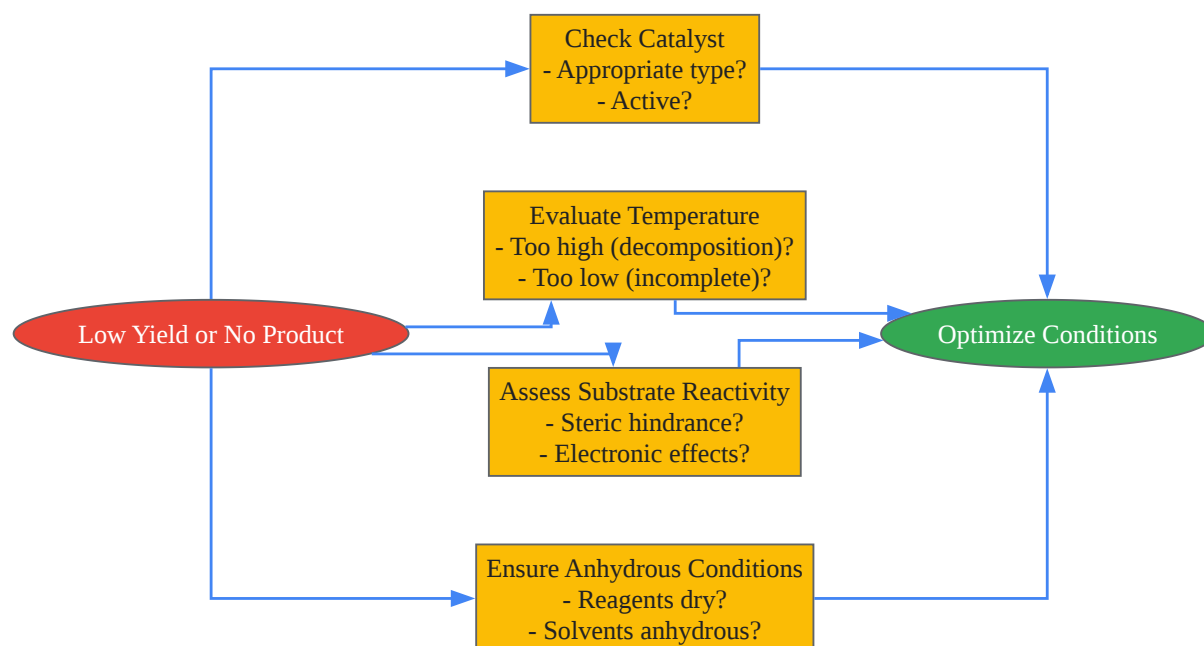 Check Catalyst
- Appropriate type?
- Active?
Evaluate Temperature
- Too high (decomposition)?
- Too low (incomplete)?
Low Yield or No Product
Optimize Conditions
Assess Substrate Reactivity
- Steric hindrance?
- Electronic effects?
Ensure Anhydrous Conditions
- Reagents dry?
- Solvents anhydrous?